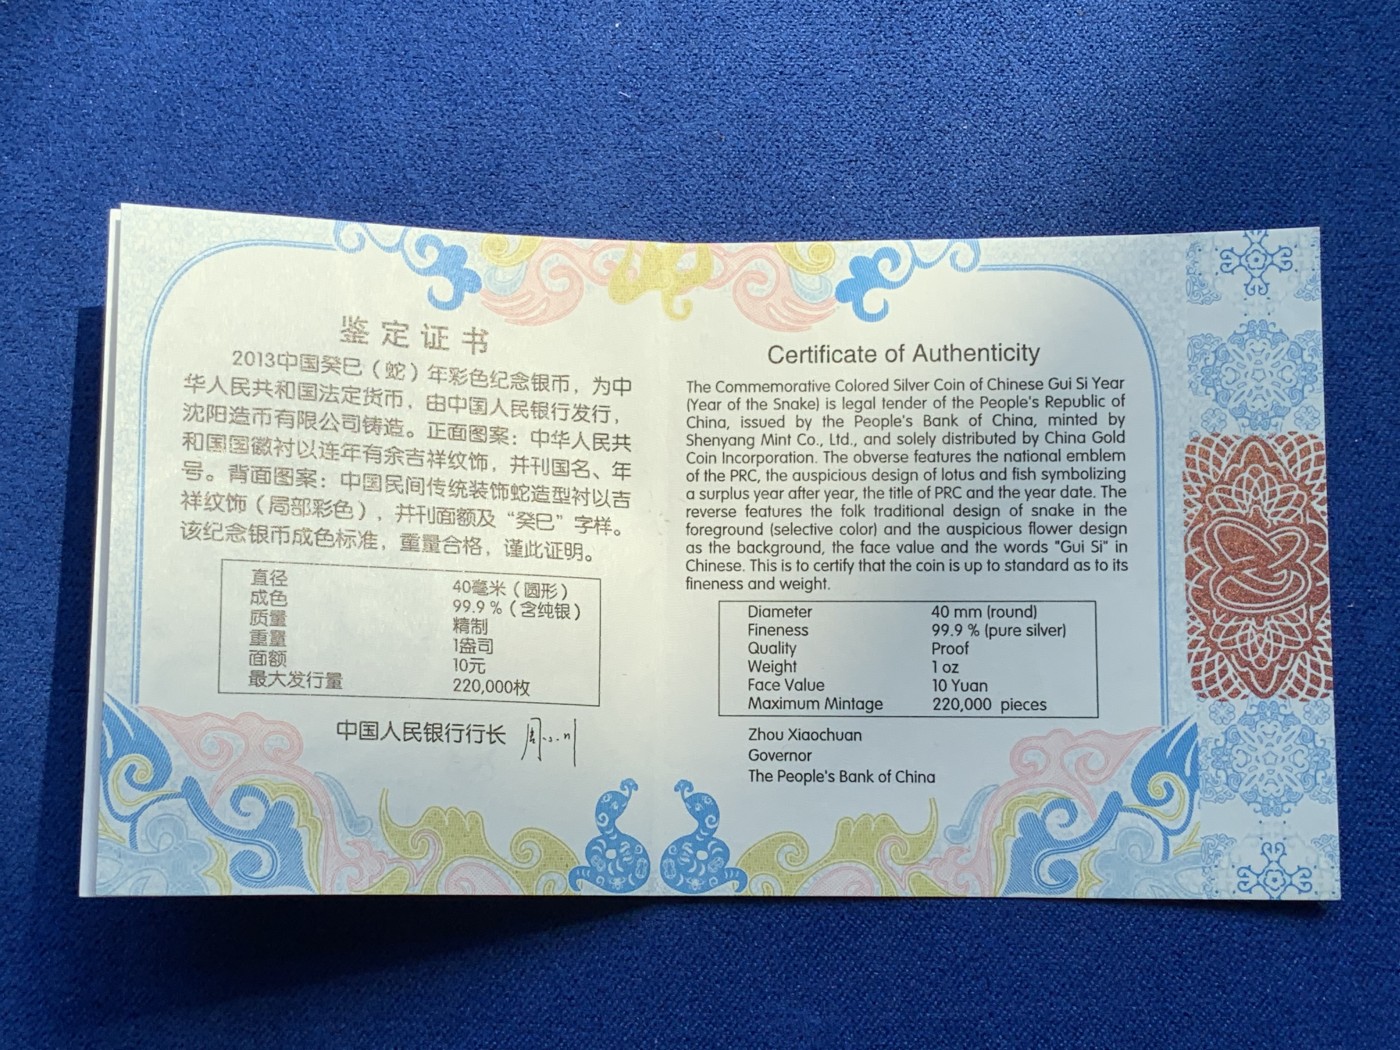 鉴定证书
2013中国癸巳（蛇）年彩色纪念银币，为中
华人民共和国法定货币，由中国人民银行发行，
沈阳造币有限公司铸造。正面图案：中华人民共
和国国徽衬以连年有余吉祥纹饰，并刊国名、年
号。背面图案：中国民间传统装饰蛇造型衬以吉
祥纹饰（局部彩色），并刊面额及“癸巳”字样。
该纪念银币成色标准，重量合格，谨此证明。
直径 40毫米（圆形）
成色 99.9 %（含纯银）
质量 精制
重量 1盎司
面额 10元
最大发行量 220,000枚
中国人民银行行长 周小川
Certificate of Authenticity
The Commemorative Colored Silver Coin of Chinese Gui Si Year
(Year of the Snake) is legal tender of the People's Republic of
China, issued by the People's Bank of China, minted by
Shenyang Mint Co., Ltd., and solely distributed by China Gold
Coin Incorporation. The obverse features the national emblem
of the PRC, the auspicious design of lotus and fish symbolizing
a surplus year after year, the title of PRC and the year date. The
reverse features the folk traditional design of snake in the
foreground (selective color) and the auspicious flower design
as the background, the face value and the words "Gui Si" in
Chinese. This is to certify that the coin is up to standard as to its
fineness and weight.
Diameter 40 mm (round)
Fineness 99.9 % (pure silver)
Quality Proof
Weight 1 oz
Face Value 10 Yuan
Maximum Mintage 220,000 pieces
Zhou Xiaochuan
Governor
The People's Bank of China